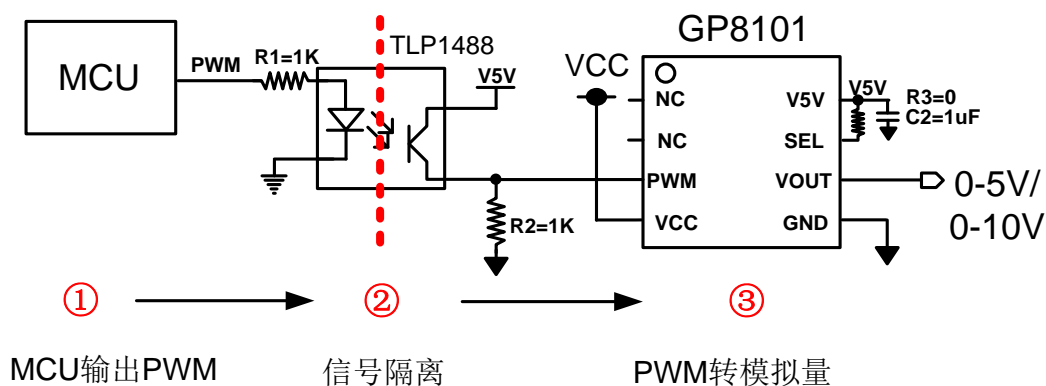 GP8101
TLP1488
MCU
PWM
R1=1K
V5V
VCC
NC
V5V
V5V
R3=0
C2=1uF
NC
SEL
PWM
VOUT
0-5V/
0-10V
R2=1K
VCC
GND
①
②
③
MCU输出PWM
信号隔离
PWM转模拟量